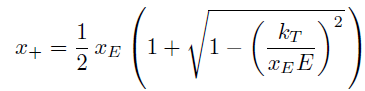 x_+ = \frac{1}{2} x_E \left( 1 + \sqrt{1 - \left( \frac{k_T}{x_E E} \right)^2} \right)